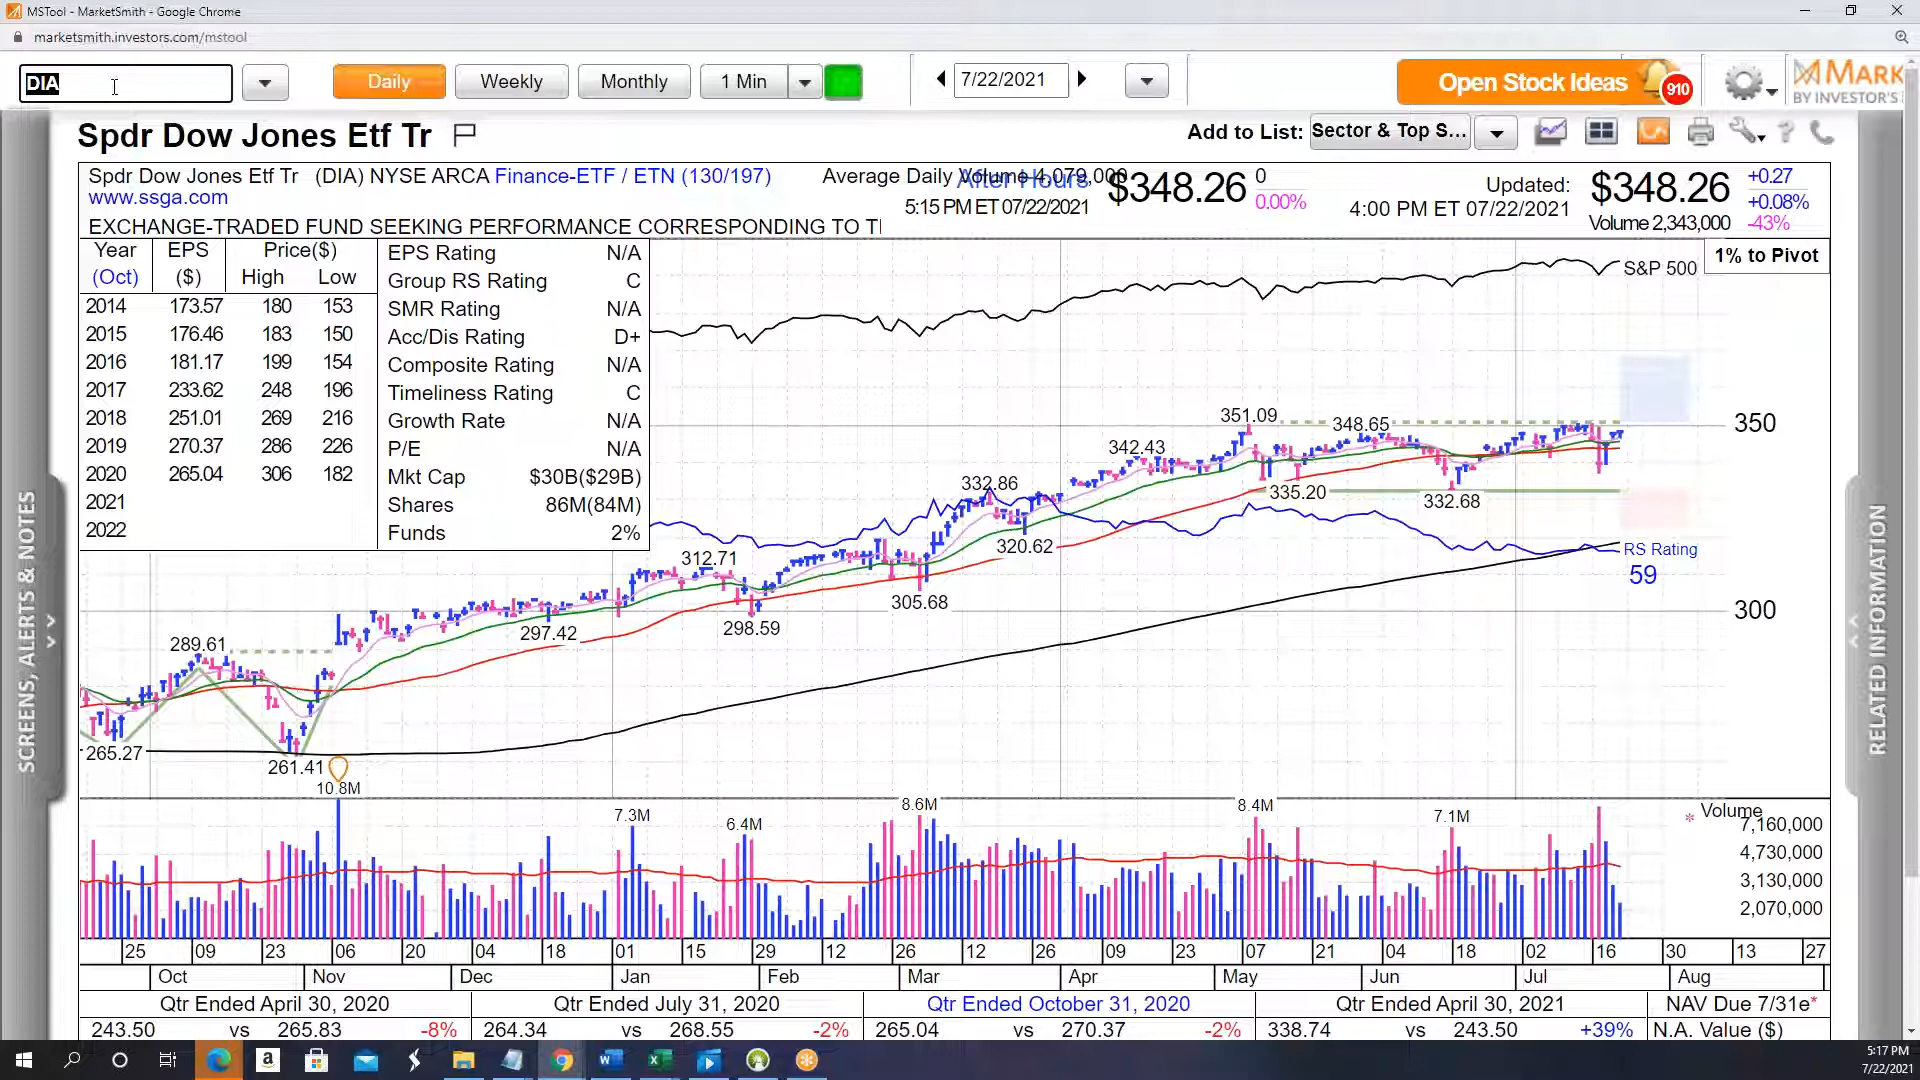 MSTool - MarketSmith - Google Chrome
marketsmith.investors.com/mstool
DIA
Daily
Weekly
Monthly
1 Min
7/22/2021
Open Stock Ideas
910
MARK
BY INVESTOR'S
Spdr Dow Jones Etf Tr
Add to List: Sector & Top S...
Spdr Dow Jones Etf Tr (DIA) NYSE ARCA Finance-ETF / ETN (130/197)
www.ssga.com
EXCHANGE-TRADED FUND SEEKING PERFORMANCE CORRESPONDING TO
Average Daily Volume 4,079,000
After Hours
5:15 PM ET 07/22/2021
$348.26 0
0.00%
Updated:
4:00 PM ET 07/22/2021
$348.26 +0.27
+0.08%
Volume 2,343,000 -43%
Year EPS Price($)
(Oct) ($) High Low
2014 173.57 180 153
2015 176.46 183 150
2016 181.17 199 154
2017 233.62 248 196
2018 251.01 269 216
2019 270.37 286 226
2020 265.04 306 182
2021
2022
EPS Rating N/A
Group RS Rating C
SMR Rating N/A
Acc/Dis Rating D+
Composite Rating N/A
Timeliness Rating C
Growth Rate N/A
P/E N/A
Mkt Cap $30B($29B)
Shares 86M(84M)
Funds 2%
S&P 500
1% to Pivot
351.09
348.65
350
342.43
332.86
335.20
332.68
320.62
312.71
RS Rating
59
305.68
300
297.42
298.59
289.61
265.27
261.41
10.8M
7.3M
6.4M
8.6M
8.4M
7.1M
* Volume
7,160,000
4,730,000
3,130,000
2,070,000
25 09 23 06 20 04 18 01 15 29 12 26 12 26 09 23 07 21 04 18 02 16 30 13 27
Oct Nov Dec Jan Feb Mar Apr May Jun Jul Aug
Qtr Ended April 30, 2020 Qtr Ended July 31, 2020 Qtr Ended October 31, 2020 Qtr Ended April 30, 2021 NAV Due 7/31e*
243.50 vs 265.83 -8% 264.34 vs 268.55 -2% 265.04 vs 270.37 -2% 338.74 vs 243.50 +39% N.A. Value ($)
SCREENS, ALERTS & NOTES
RELATED INFORMATION
5:17 PM
7/22/2021